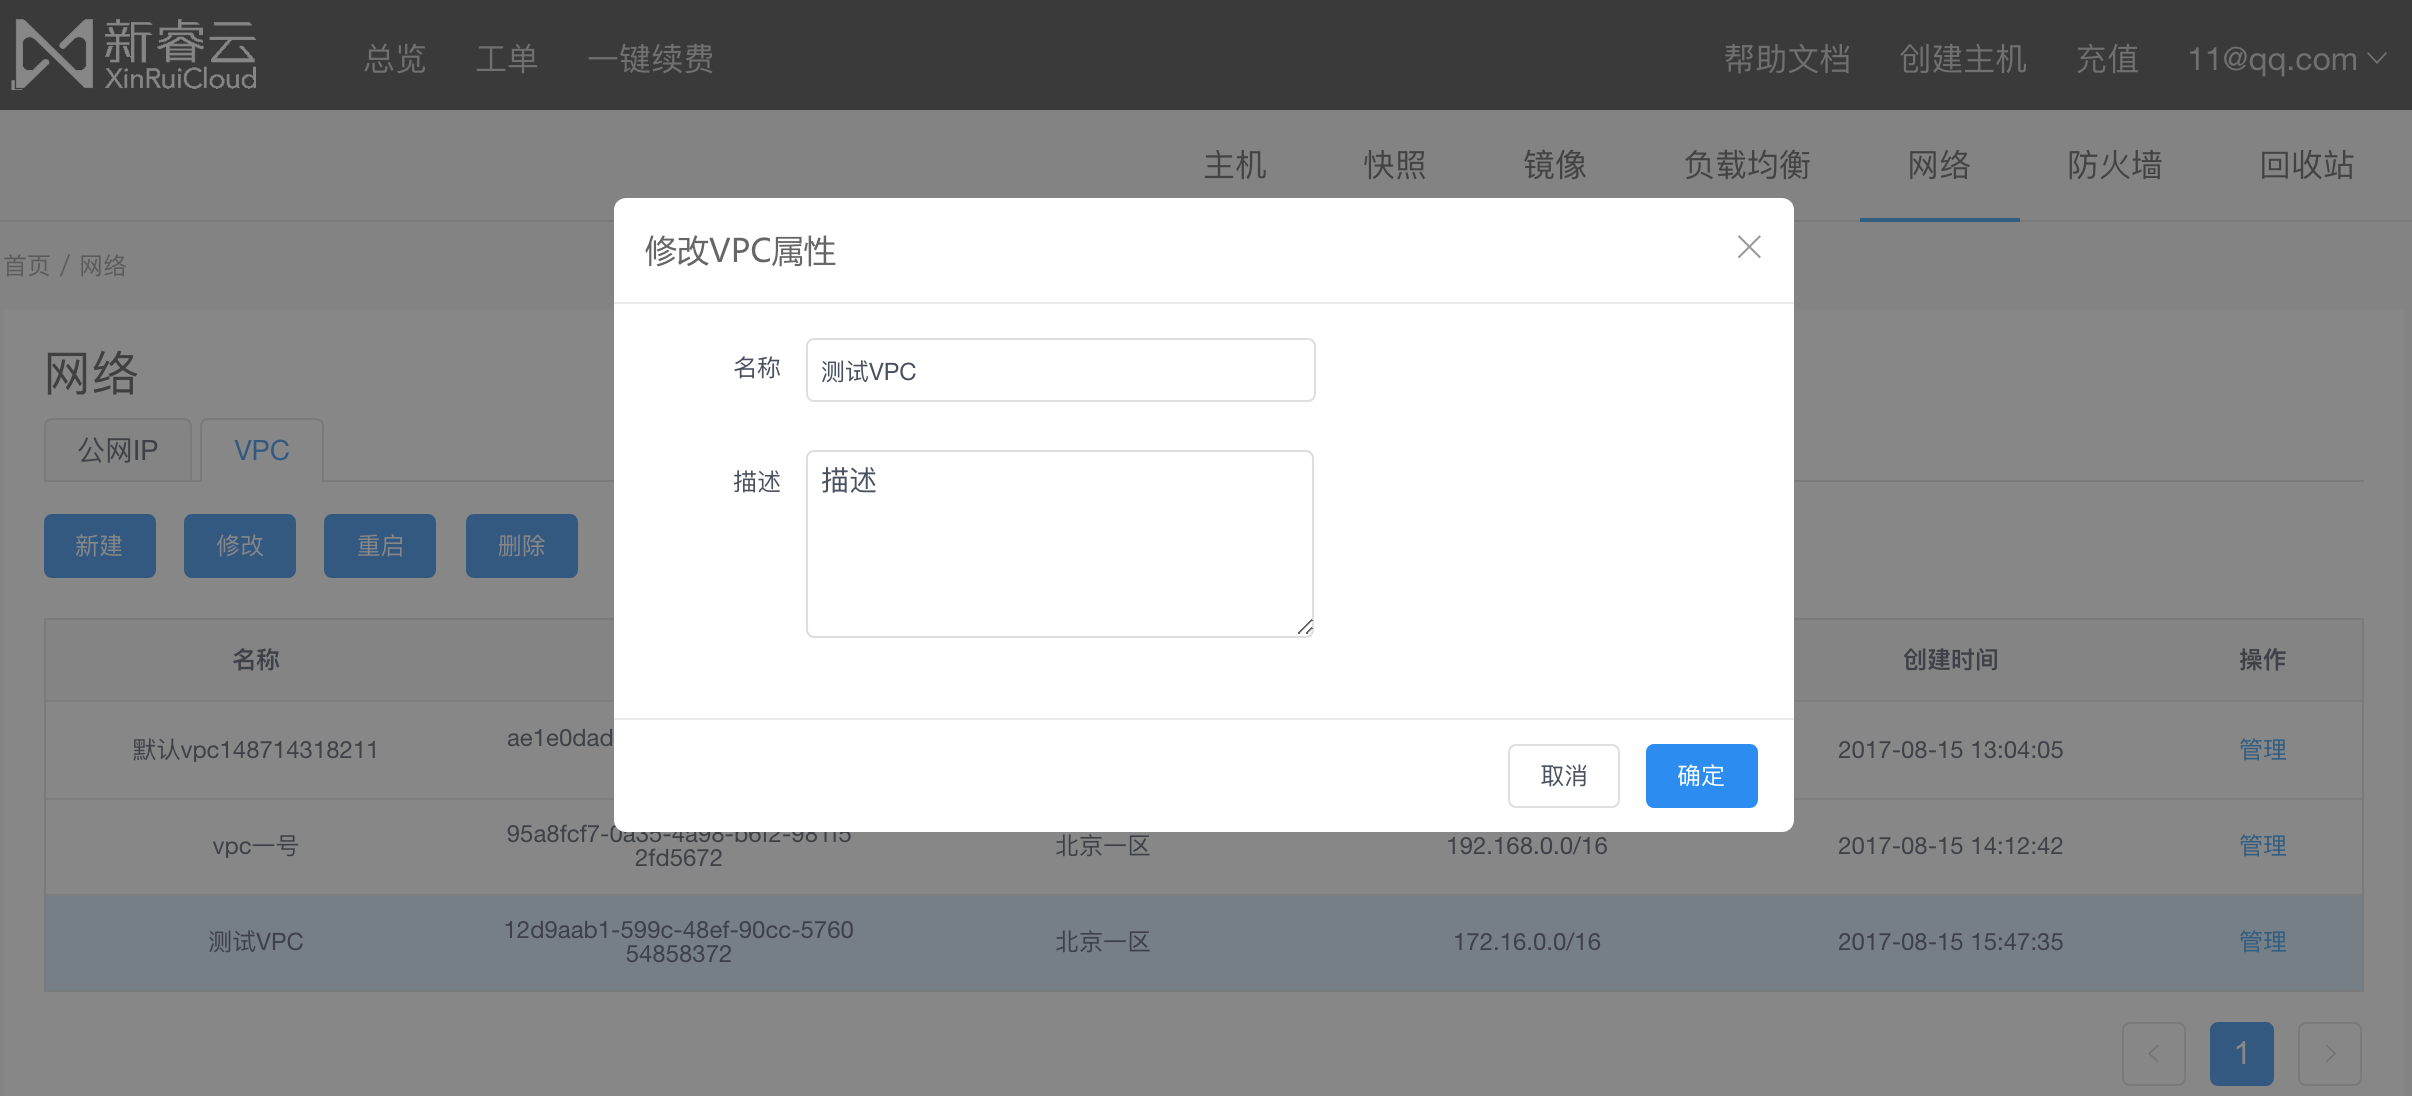 新睿云
XinRuiCloud
总览 工单 一键续费 帮助文档 创建主机 充值 11@qq.com
主机 快照 镜像 负载均衡 网络 防火墙 回收站
首页 / 网络
修改VPC属性
名称 测试VPC
描述 描述
取消 确定
网络
公网IP VPC
新建 修改 重启 删除
名称 创建时间 操作
默认vpc148714318211 ae1e0dad 2017-08-15 13:04:05 管理
vpc一号 95a8fcf7-0a35-4a98-b6f2-981f5 北京一区 192.168.0.0/16 2017-08-15 14:12:42 管理
2fd5672
测试VPC 12d9aab1-599c-48ef-90cc-5760 北京一区 172.16.0.0/16 2017-08-15 15:47:35 管理
54858372
1